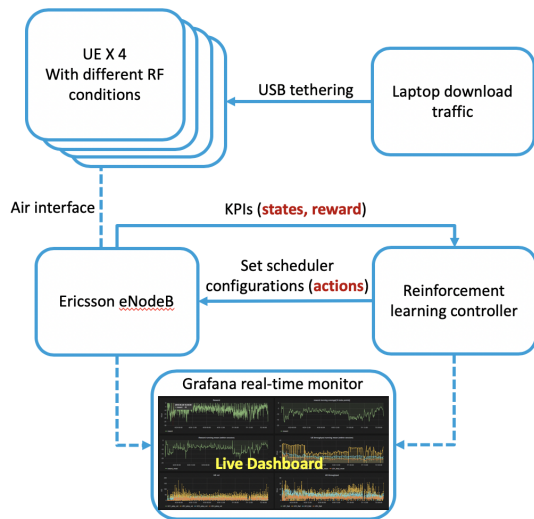 UE X 4
With different RF
conditions
USB tethering
Laptop download
traffic
Air interface
KPIs (states, reward)
Ericsson eNodeB
Set scheduler
configurations (actions)
Reinforcement
learning controller
Grafana real-time monitor
Live Dashboard